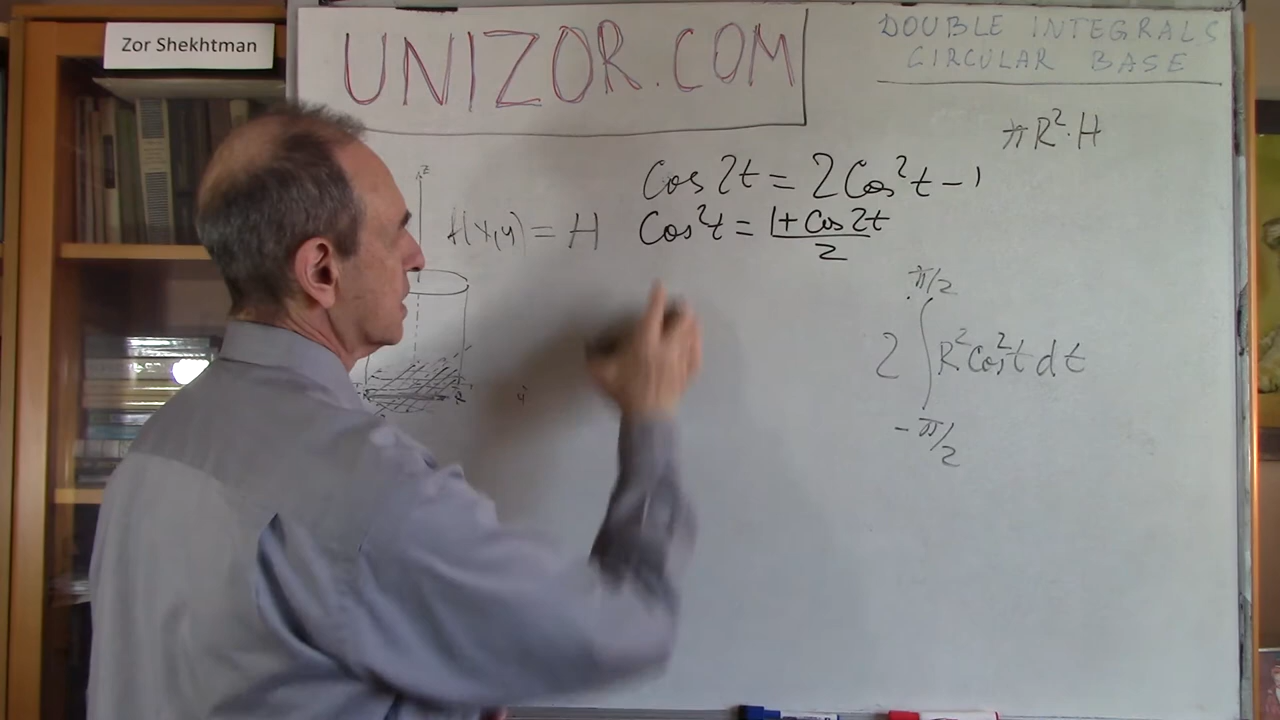 Zor Shekhtman
UNIZOR.COM
DOUBLE INTEGRALS
CIRCULAR BASE
πR²·H
Cos 2t = 2Cos²t - 1
f(x,y) = H
Cos²t = (1 + Cos 2t)/2
z
π/2
2 ∫ R²Cos²t dt
-π/2
R
y